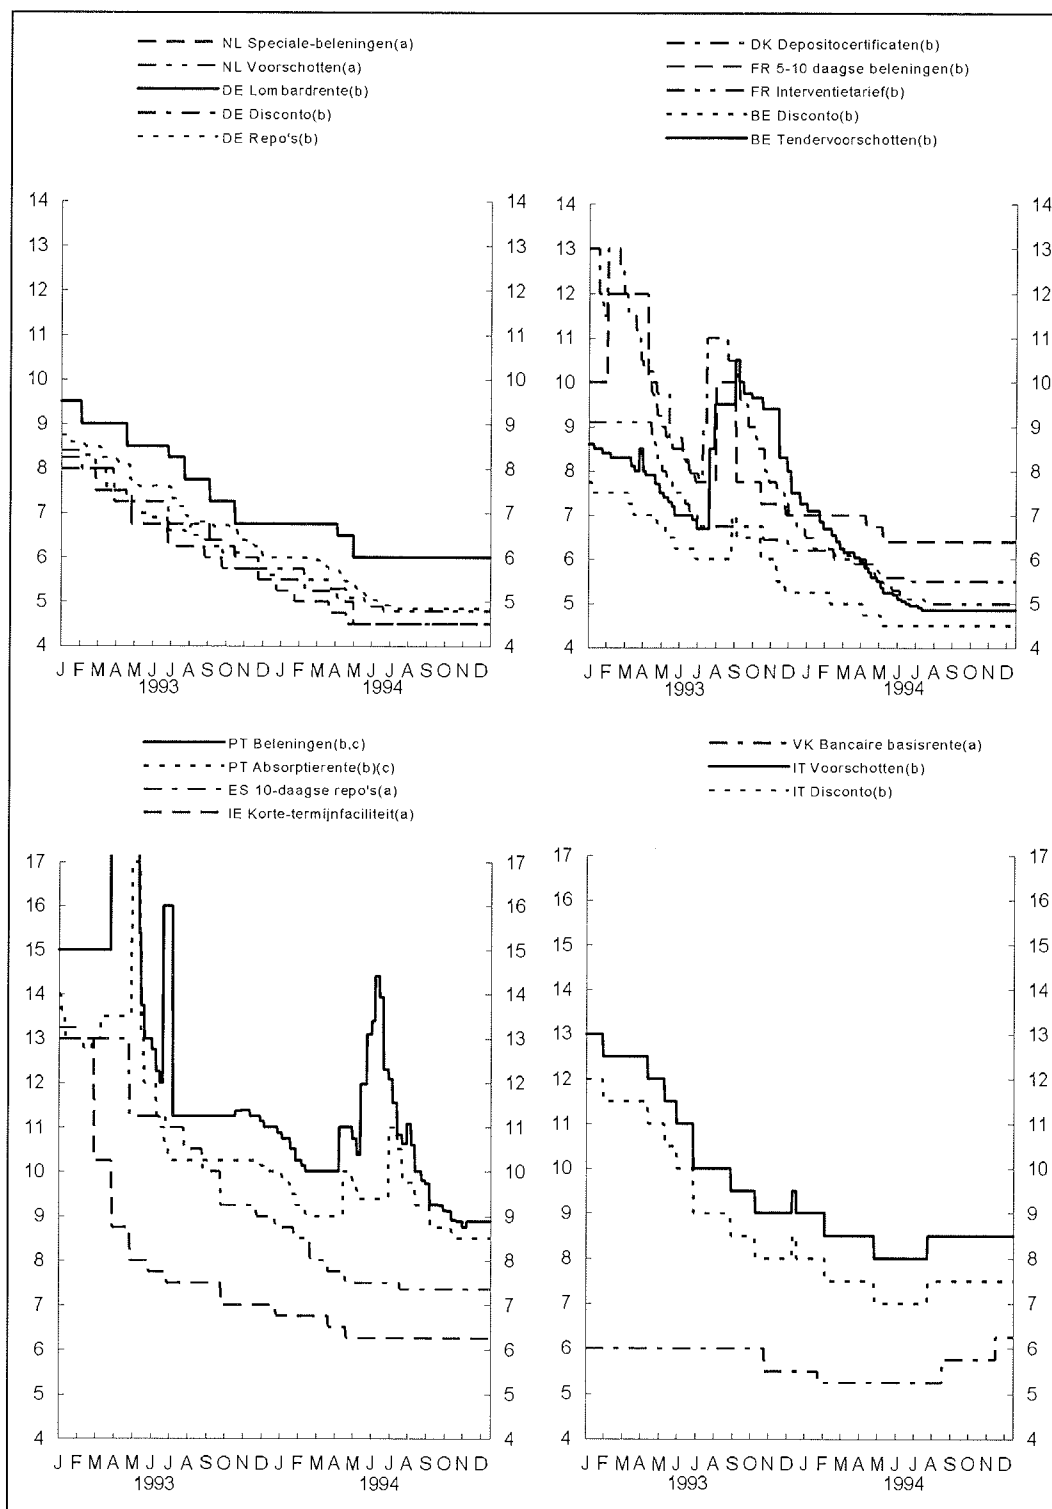 NL Speciale-beleningen(a)
NL Voorschotten(a)
DE Lombardrente(b)
DE Disconto(b)
DE Repo's(b)
14 14
13 13
12 12
11 11
10 10
9 9
8 8
7 7
6 6
5 5
4 4
J F M A M J J A S O N D J F M A M J J A S O N D
1993 1994
DK Depositocertificaten(b)
FR 5-10 daagse beleningen(b)
FR Interventietarief(b)
BE Disconto(b)
BE Tendervoorschotten(b)
14 14
13 13
12 12
11 11
10 10
9 9
8 8
7 7
6 6
5 5
4 4
J F M A M J J A S O N D J F M A M J J A S O N D
1993 1994
PT Beleningen(b,c)
PT Absorptierente(b)(c)
ES 10-daagse repo's(a)
IE Korte-termijnfaciliteit(a)
17 17
16 16
15 15
14 14
13 13
12 12
11 11
10 10
9 9
8 8
7 7
6 6
5 5
4 4
J F M A M J J A S O N D J F M A M J J A S O N D
1993 1994
VK Bancaire basisrente(a)
IT Voorschotten(b)
IT Disconto(b)
17 17
16 16
15 15
14 14
13 13
12 12
11 11
10 10
9 9
8 8
7 7
6 6
5 5
4 4
J F M A M J J A S O N D J F M A M J J A S O N D
1993 1994